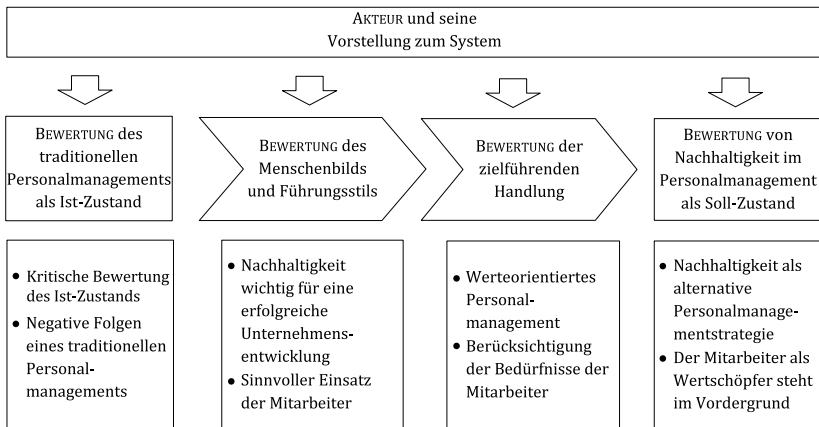 AKTEUR und seine
Vorstellung zum System
BEWERTUNG des
traditionellen
Personalmanagements
als Ist-Zustand
BEWERTUNG des
Menschenbilds
und Führungsstils
BEWERTUNG der
zielführenden
Handlung
BEWERTUNG von
Nachhaltigkeit im
Personalmanagement
als Soll-Zustand
• Kritische Bewertung
des Ist-Zustands
• Negative Folgen
eines traditionellen
Personal-
managements
• Nachhaltigkeit
wichtig für eine
erfolgreiche
Unternehmens-
entwicklung
• Sinnvoller Einsatz
der Mitarbeiter
• Werteorientiertes
Personal-
management
• Berücksichtigung
der Bedürfnisse der
Mitarbeiter
• Nachhaltigkeit als
alternative
Personalmanage-
mentstrategie
• Der Mitarbeiter als
Wertschöpfer steht
im Vordergrund